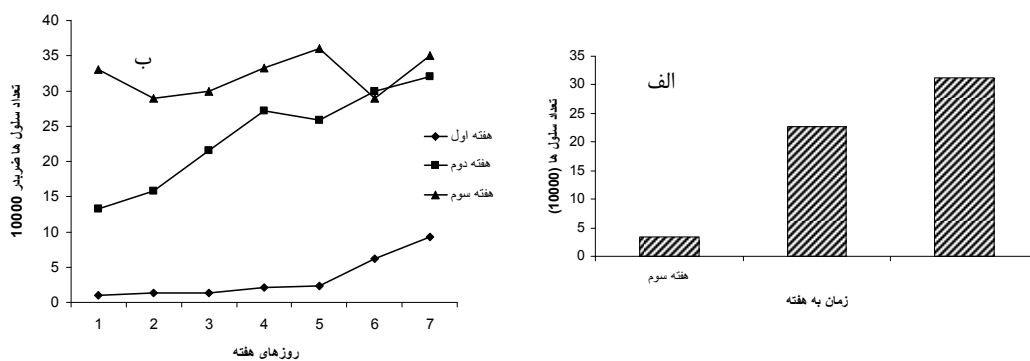 ب
تعداد سلول ها ضربدر 10000
40
35
30
25
20
15
10
5
0
1 2 3 4 5 6 7
روزهای هفته
هفته اول
هفته دوم
هفته سوم
الف
تعداد سلول ها (10000)
35
30
25
20
15
10
5
0
هفته سوم
زمان به هفته